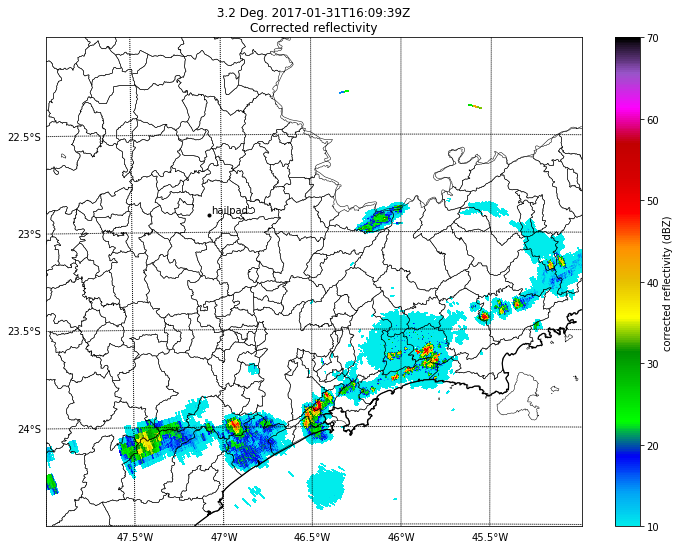 3.2 Deg. 2017-01-31T16:09:39Z
Corrected reflectivity
22.5°S
23°S
23.5°S
24°S
hailpad
47.5°W
47°W
46.5°W
46°W
45.5°W
70
60
50
40
30
20
10
corrected reflectivity (dBZ)